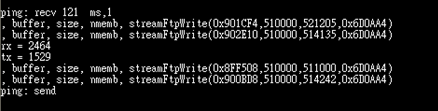 ping: recv 121  ms,1
, buffer, size, nmemb, streamFtpWrite(0x901CF4,510000,521205,0x6D0AA4)
, buffer, size, nmemb, streamFtpWrite(0x902E10,510000,514135,0x6D0AA4)
rx = 2464
tx = 1529
, buffer, size, nmemb, streamFtpWrite(0x8FF508,510000,511000,0x6D0AA4)
, buffer, size, nmemb, streamFtpWrite(0x900BD8,510000,514242,0x6D0AA4)
ping: send